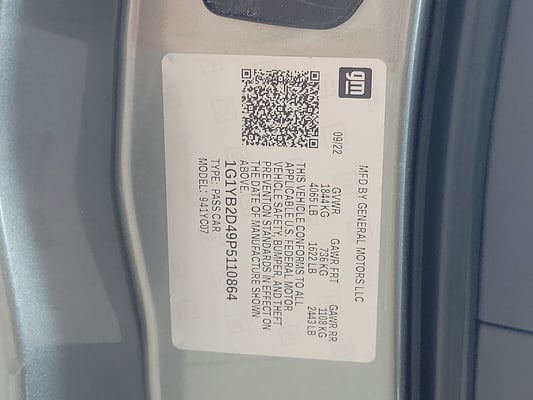 gm
09/22
MFD BY GENERAL MOTORS LLC
GVWR GAWR FRT GAWR RR
1844 KG 736 KG 1108 KG
4065 LB 1622 LB 2443 LB
THIS VEHICLE CONFORMS TO ALL
APPLICABLE U.S. FEDERAL MOTOR
VEHICLE SAFETY, BUMPER, AND THEFT
PREVENTION STANDARDS IN EFFECT ON
THE DATE OF MANUFACTURE SHOWN
ABOVE.
1G1YB2D49P5110864
TYPE: PASS CAR
MODEL: 941YC07